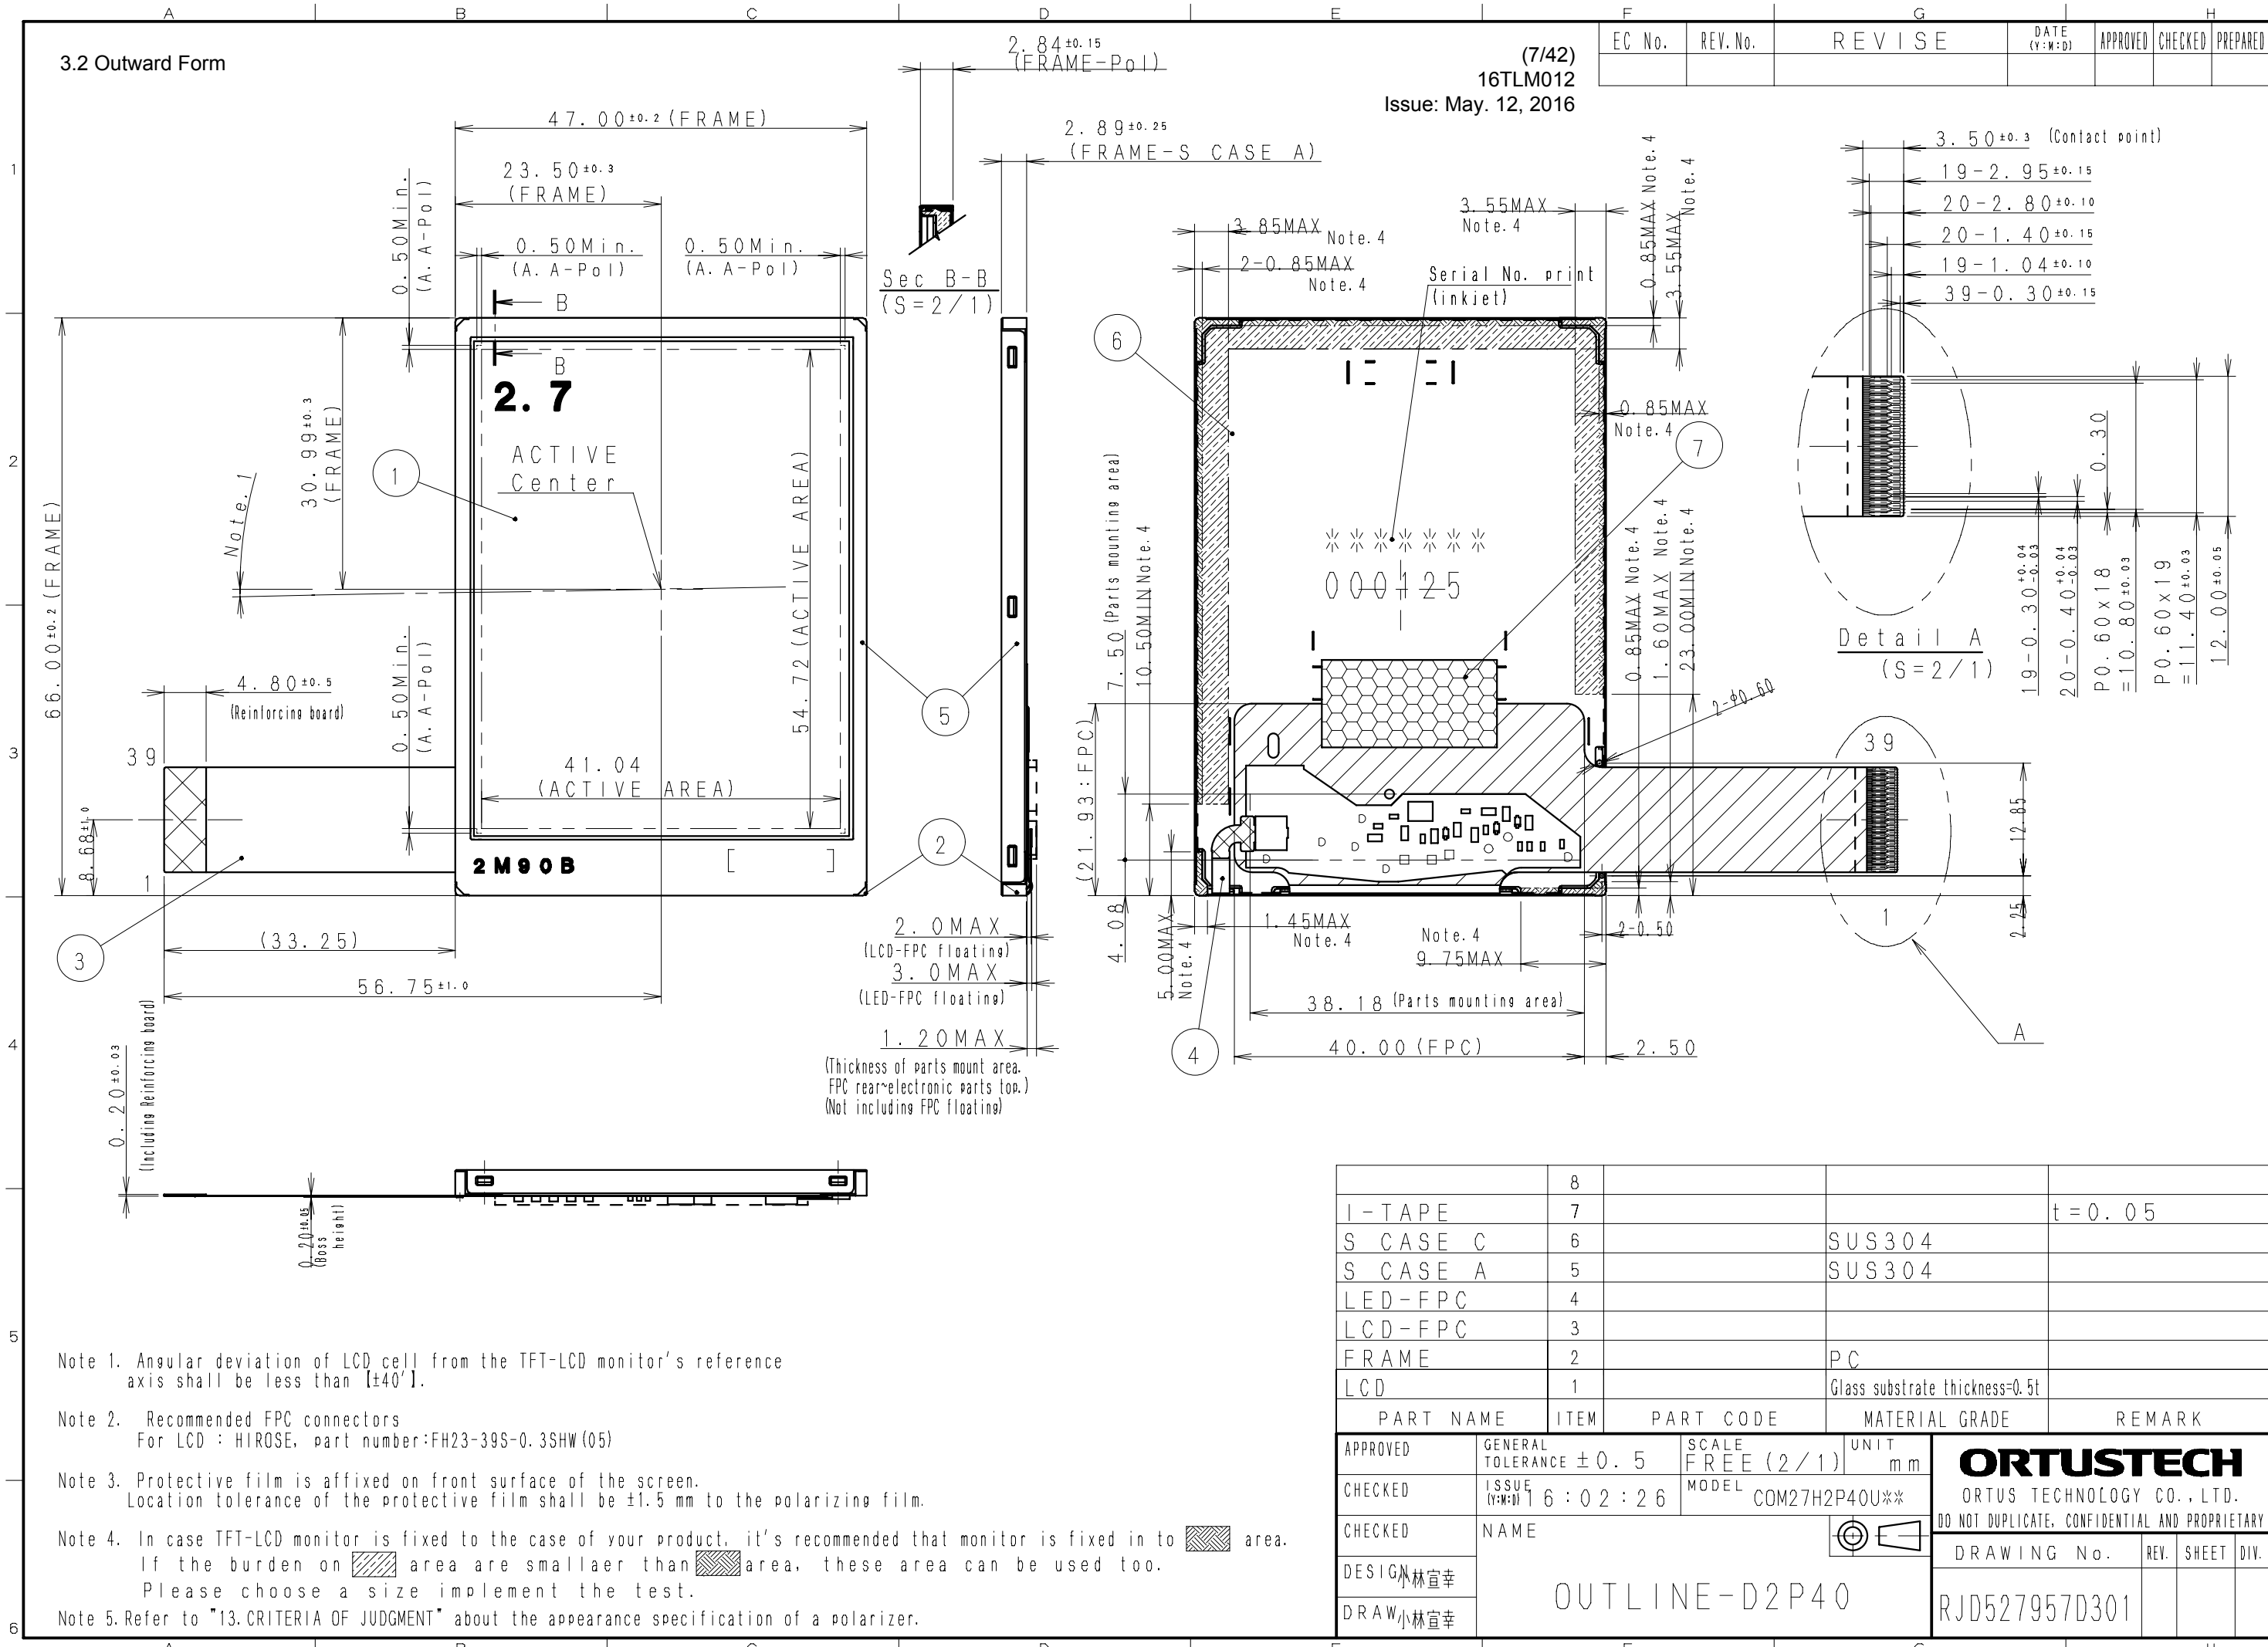 A B C D E F G H
3.2 Outward Form
(7/42)
16TLM012
Issue: May. 12, 2016
EC No. REV. No. REVISE DATE (Y:M:D) APPROVED CHECKED PREPARED
2.84±0.15
(FRAME-Pol)
47.00±0.2 (FRAME)
2.89±0.25
(FRAME-S CASE A)
23.50±0.3
(FRAME)
0.50Min.
(A.A-Pol)
0.50Min.
(A.A-Pol)
0.50Min.
(A.A-Pol)
B
B
Sec B-B
(S=2/1)
2.7
ACTIVE
Center
1
30.99±0.3
(FRAME)
Note.1
66.00±0.2 (FRAME)
54.72 (ACTIVE AREA)
4.80±0.5
(Reinforcing board)
0.50Min.
(A.A-Pol)
41.04
(ACTIVE AREA)
39
1
8.68±1.0
2M90B
5
2
3
(33.25)
56.75±1.0
2.0MAX
(LCD-FPC floating)
3.0MAX
(LED-FPC floating)
1.20MAX
(Thickness of parts mount area.
FPC rear~electronic parts top.)
(Not including FPC floating)
0.20±0.03
(Including Reinforcing board)
0.20±0.05
(Boss height)
3.85MAX Note.4
2-0.85MAX
Note.4
3.55MAX
Note.4
0.85MAX Note.4
3.55MAX
Note.4
Serial No. print
(inkjet)
6
0.85MAX
Note.4
7
000125
7.50 (Parts mounting area)
10.50MIN Note.4
0.85MAX Note.4
1.60MAX Note.4
23.00MIN Note.4
2-φ0.60
(21.93:FPC)
4.08
5.00MAX
Note.4
1.45MAX
Note.4
Note.4
9.75MAX
2-0.50
38.18 (Parts mounting area)
40.00 (FPC)
2.50
4
3.50±0.3 (Contact point)
19-2.95±0.15
20-2.80±0.10
20-1.40±0.15
19-1.04±0.10
39-0.30±0.15
0.30
19-0.30+0.04 -0.03
20-0.40+0.04 -0.03
P0.60x18
=10.80±0.03
P0.60x19
=11.40±0.03
12.00±0.05
Detail A
(S=2/1)
39
1
12.85
2.25
A
1
2
3
4
5
6
Note 1. Angular deviation of LCD cell from the TFT-LCD monitor's reference
axis shall be less than [±40'].
Note 2. Recommended FPC connectors
For LCD : HIROSE, part number:FH23-39S-0.3SHW(05)
Note 3. Protective film is affixed on front surface of the screen.
Location tolerance of the protective film shall be ±1.5 mm to the polarizing film.
Note 4. In case TFT-LCD monitor is fixed to the case of your product, it's recommended that monitor is fixed in to area.
If the burden on area are smallaer than area, these area can be used too.
Please choose a size implement the test.
Note 5. Refer to "13.CRITERIA OF JUDGMENT" about the appearance specification of a polarizer.
8
I-TAPE 7 t=0.05
S CASE C 6 SUS304
S CASE A 5 SUS304
LED-FPC 4
LCD-FPC 3
FRAME 2 PC
LCD 1 Glass substrate thickness=0.5t
PART NAME ITEM PART CODE MATERIAL GRADE REMARK
APPROVED GENERAL TOLERANCE ±0.5 SCALE FREE (2/1) UNIT mm
CHECKED ISSUE (Y:M:D) 16:02:26 MODEL COM27H2P40U※※
CHECKED NAME
DESIGN 小林宣幸
DRAW 小林宣幸
OUTLINE-D2P40
ORTUSTECH
ORTUS TECHNOLOGY CO., LTD.
DO NOT DUPLICATE, CONFIDENTIAL AND PROPRIETARY
DRAWING No. REV. SHEET DIV.
RJD527957D301